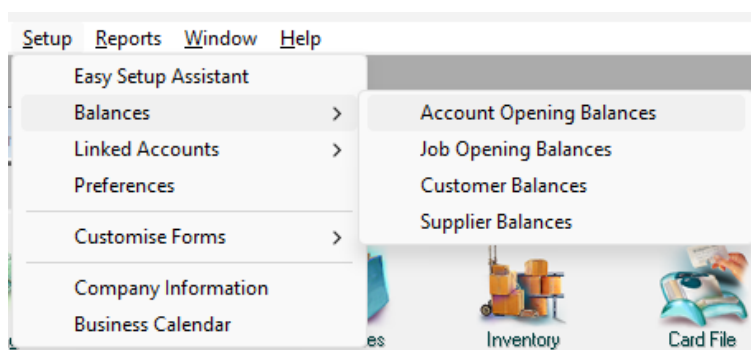 Setup Reports Window Help
Easy Setup Assistant
Balances
Account Opening Balances
Linked Accounts
Job Opening Balances
Preferences
Customer Balances
Supplier Balances
Customise Forms
Company Information
Business Calendar
es Inventory Card File